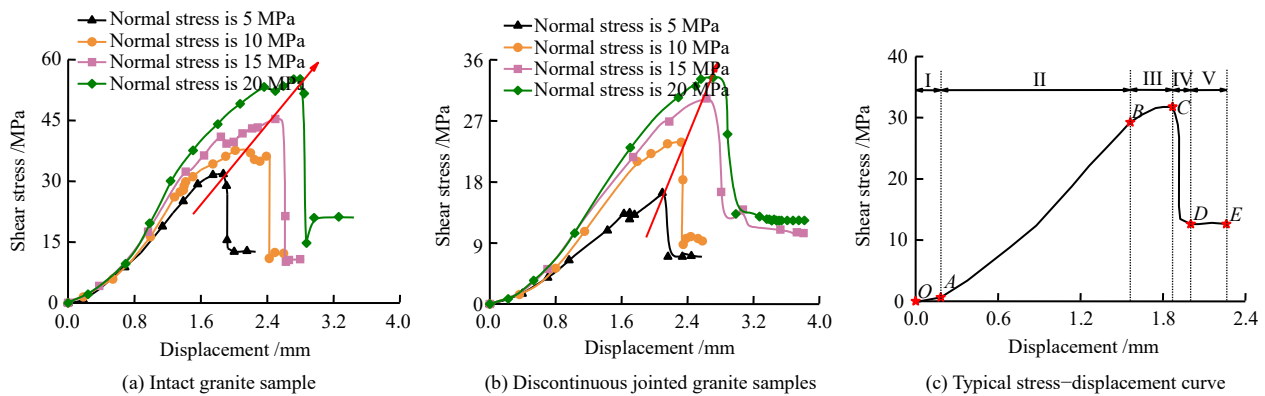 Normal stress is 5 MPa
Normal stress is 10 MPa
Normal stress is 15 MPa
Normal stress is 20 MPa
60
45
30
15
0
Shear stress /MPa
0.0 0.8 1.6 2.4 3.2 4.0
Displacement /mm
(a) Intact granite sample
Normal stress is 5 MPa
Normal stress is 10 MPa
Normal stress is 15 MPa
Normal stress is 20 MPa
36
27
18
9
0
Shear stress /MPa
0.0 0.8 1.6 2.4 3.2 4.0
Displacement /mm
(b) Discontinuous jointed granite samples
40
30
20
10
0
Shear stress /MPa
I II III IV V
O A B C D E
0.0 0.6 1.2 1.8 2.4
Displacement /mm
(c) Typical stress−displacement curve